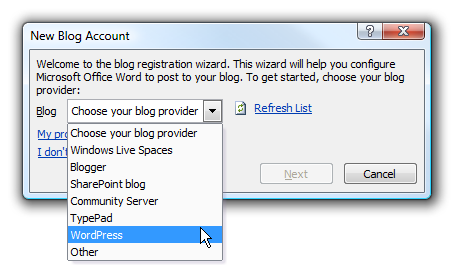 New Blog Account
?
Welcome to the blog registration wizard. This wizard will help you configure
Microsoft Office Word to post to your blog. To get started, choose your blog
provider:
Blog Choose your blog provider Refresh List
My pro
I don't
Choose your blog provider
Windows Live Spaces
Blogger
SharePoint blog
Community Server
TypePad
WordPress
Other
Next Cancel